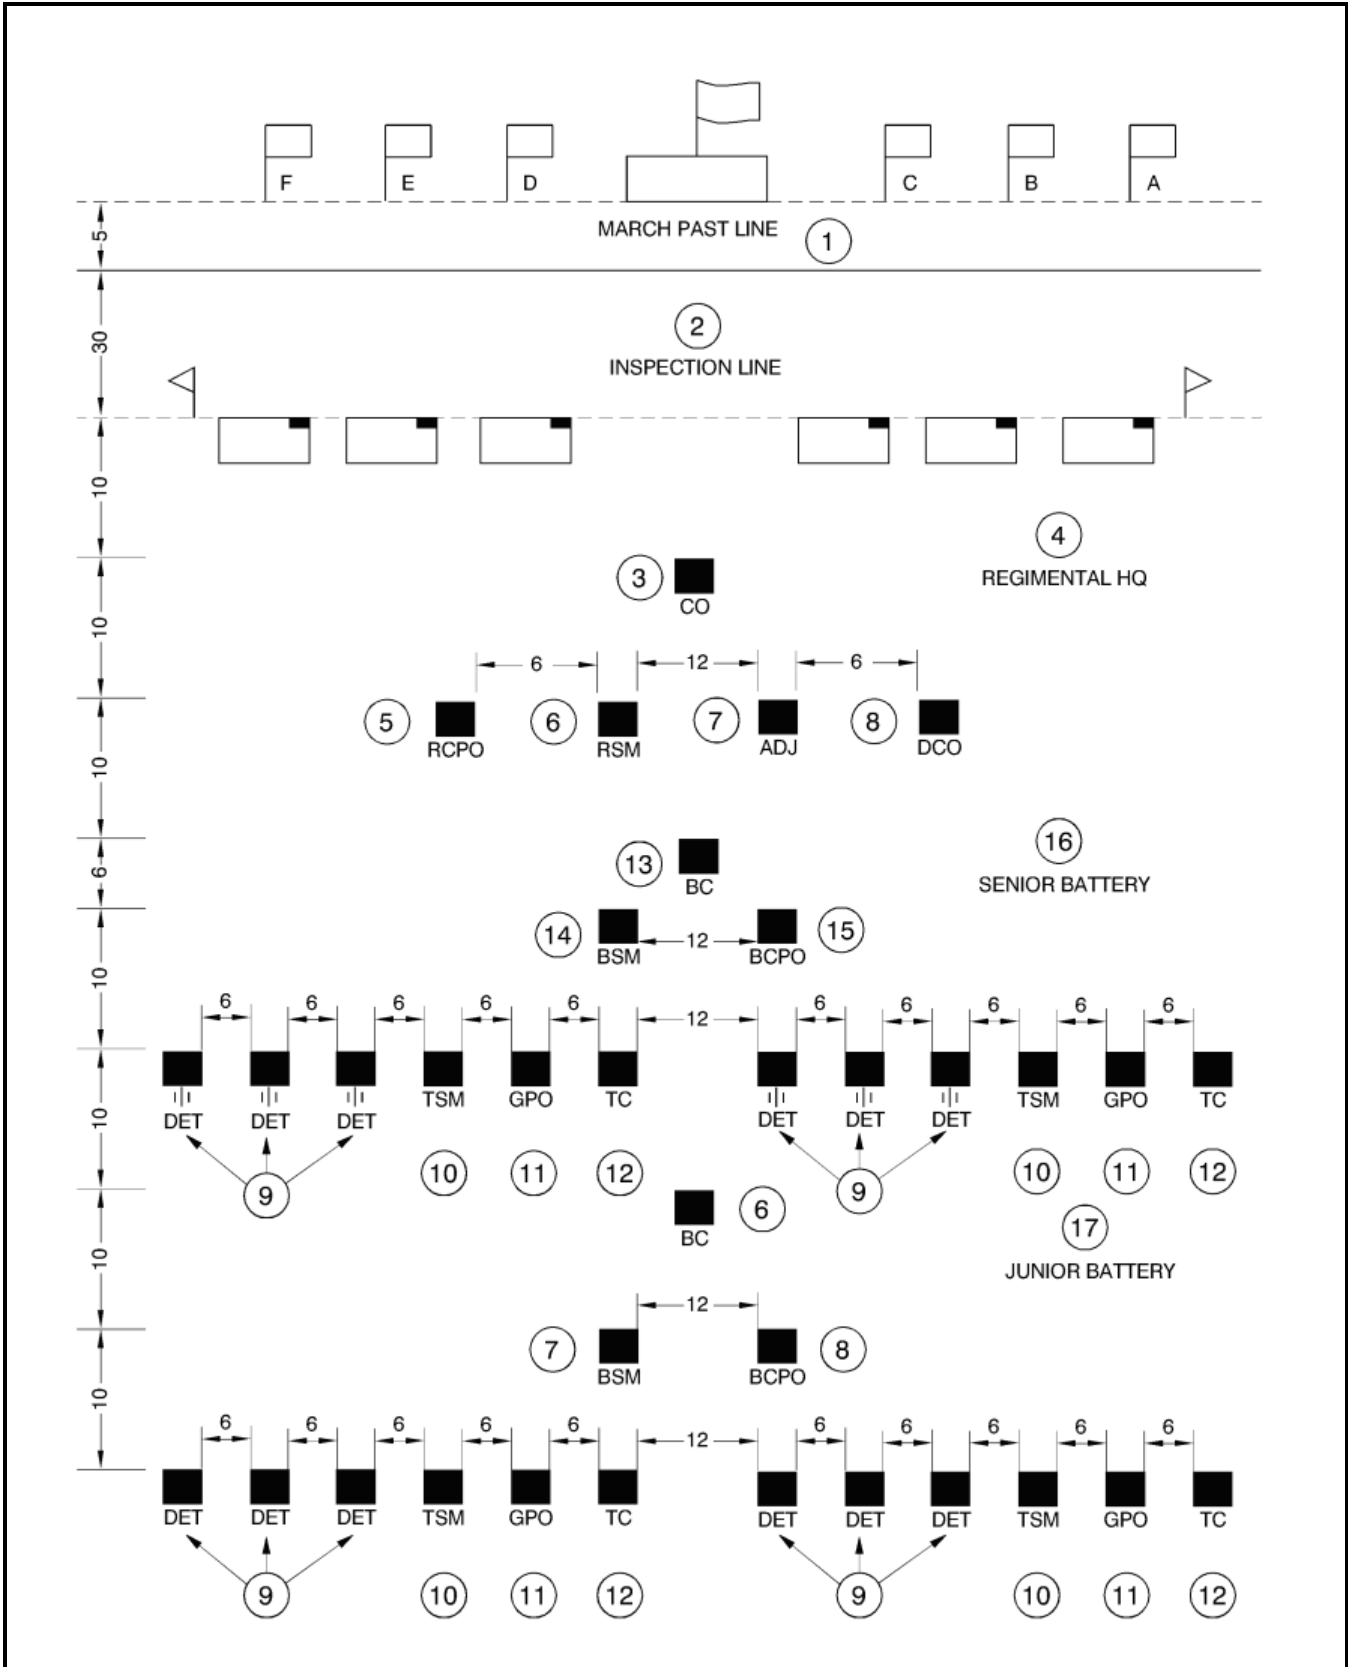 F E D C B A
MARCH PAST LINE 1
5
2
30
INSPECTION LINE
10
4
3 REGIMENTAL HQ
CO
10
6 12 6
5 6 7 8
RCPO RSM ADJ DCO
10
16
13 SENIOR BATTERY
6
BC
14 15
12
BSM BCPO
10
6 6 6 6 6 12 6 6 6 6 6
TSM GPO TC TSM GPO TC
DET DET DET DET DET DET
10
10 11 12 10 11 12
9 9
6
17
BC
10
JUNIOR BATTERY
12
7 8
BSM BCPO
10
6 6 6 6 6 12 6 6 6 6 6
DET DET DET TSM GPO TC DET DET DET TSM GPO TC
9 10 11 12 9 10 11 12